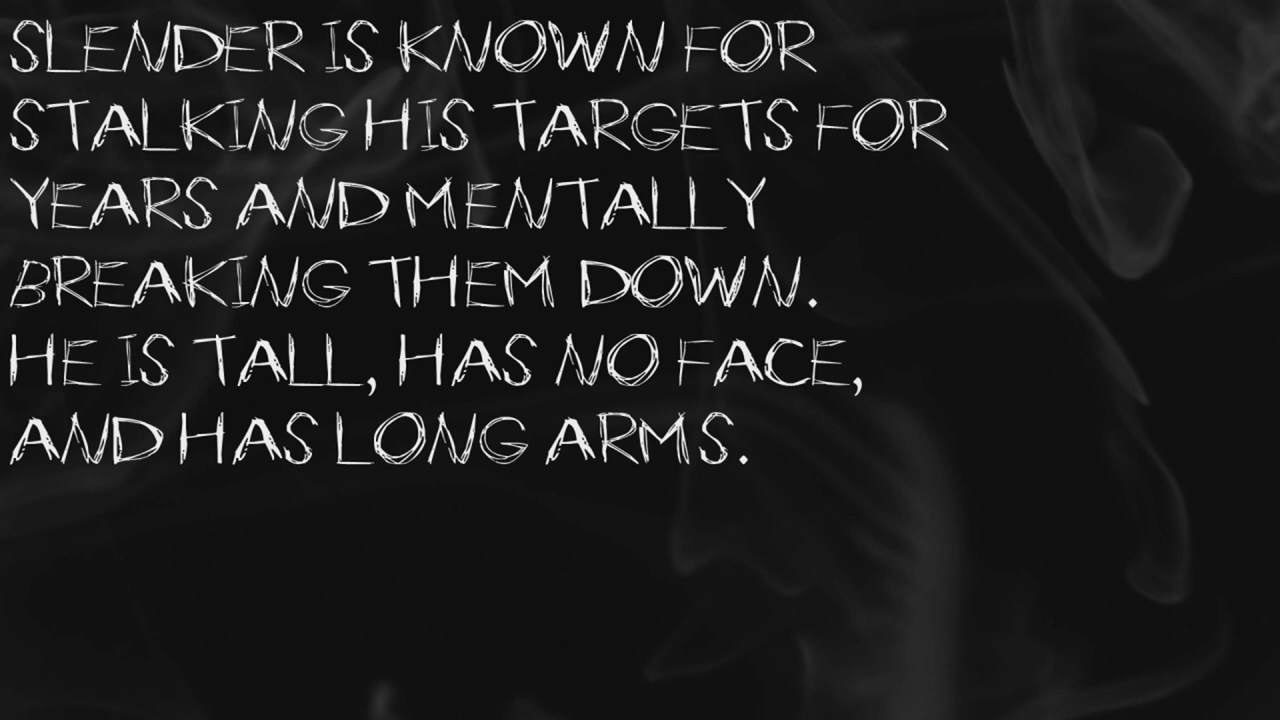 SLENDER IS KNOWN FOR
STALKING HIS TARGETS FOR
YEARS AND MENTALLY
BREAKING THEM DOWN.
HE IS TALL, HAS NO FACE,
AND HAS LONG ARMS.